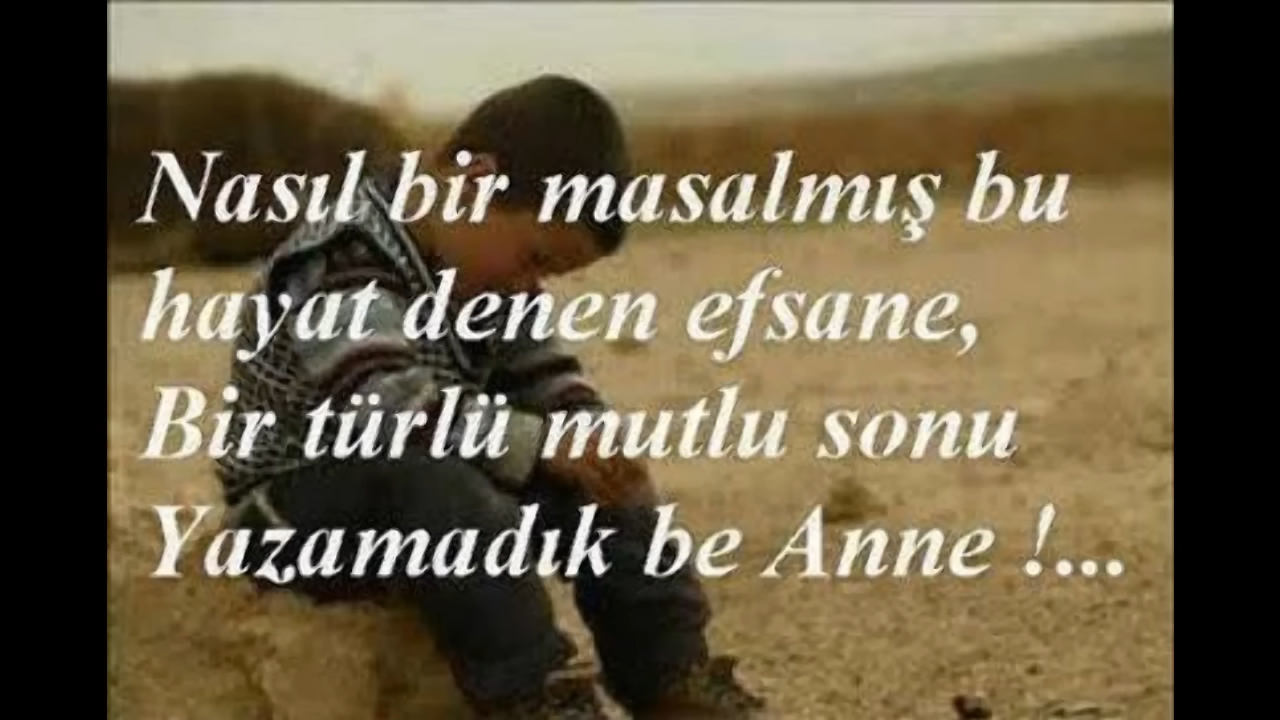 Nasıl bir masalmış bu
hayat denen efsane,
Bir türlü mutlu sonu
Yazamadık be Anne !...